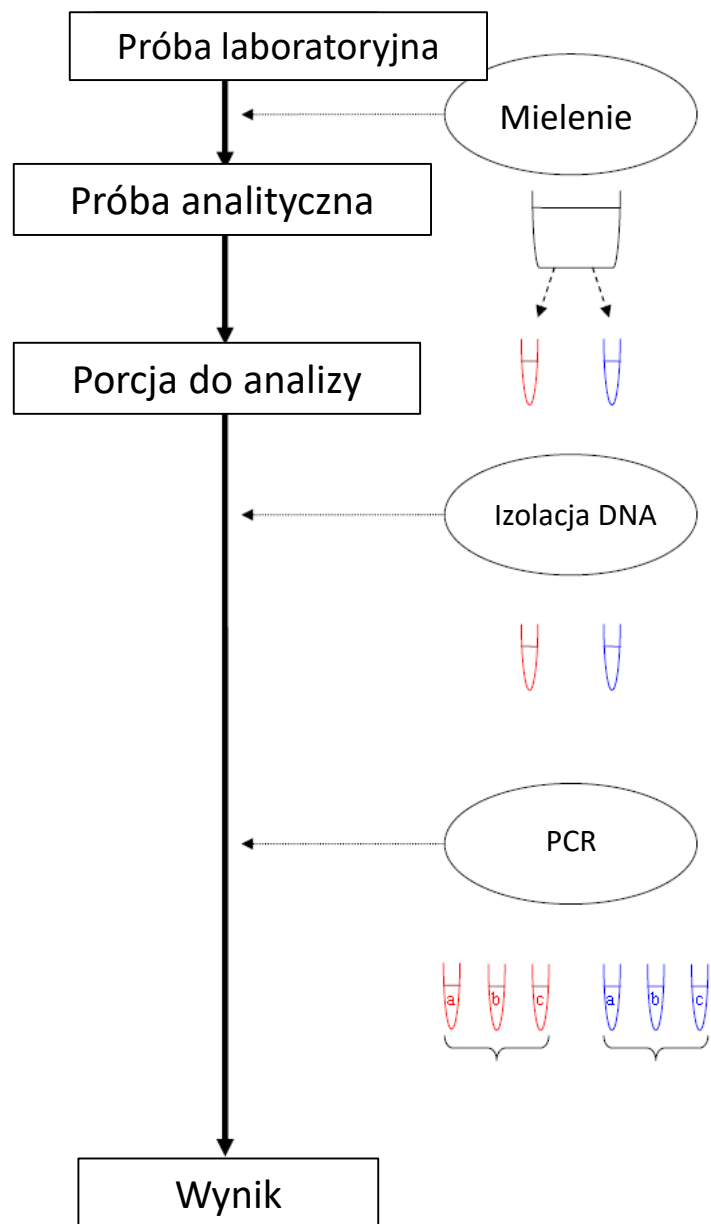 Próba laboratoryjna
Mielenie
Próba analityczna
Porcja do analizy
Izolacja DNA
PCR
a b c a b c
Wynik